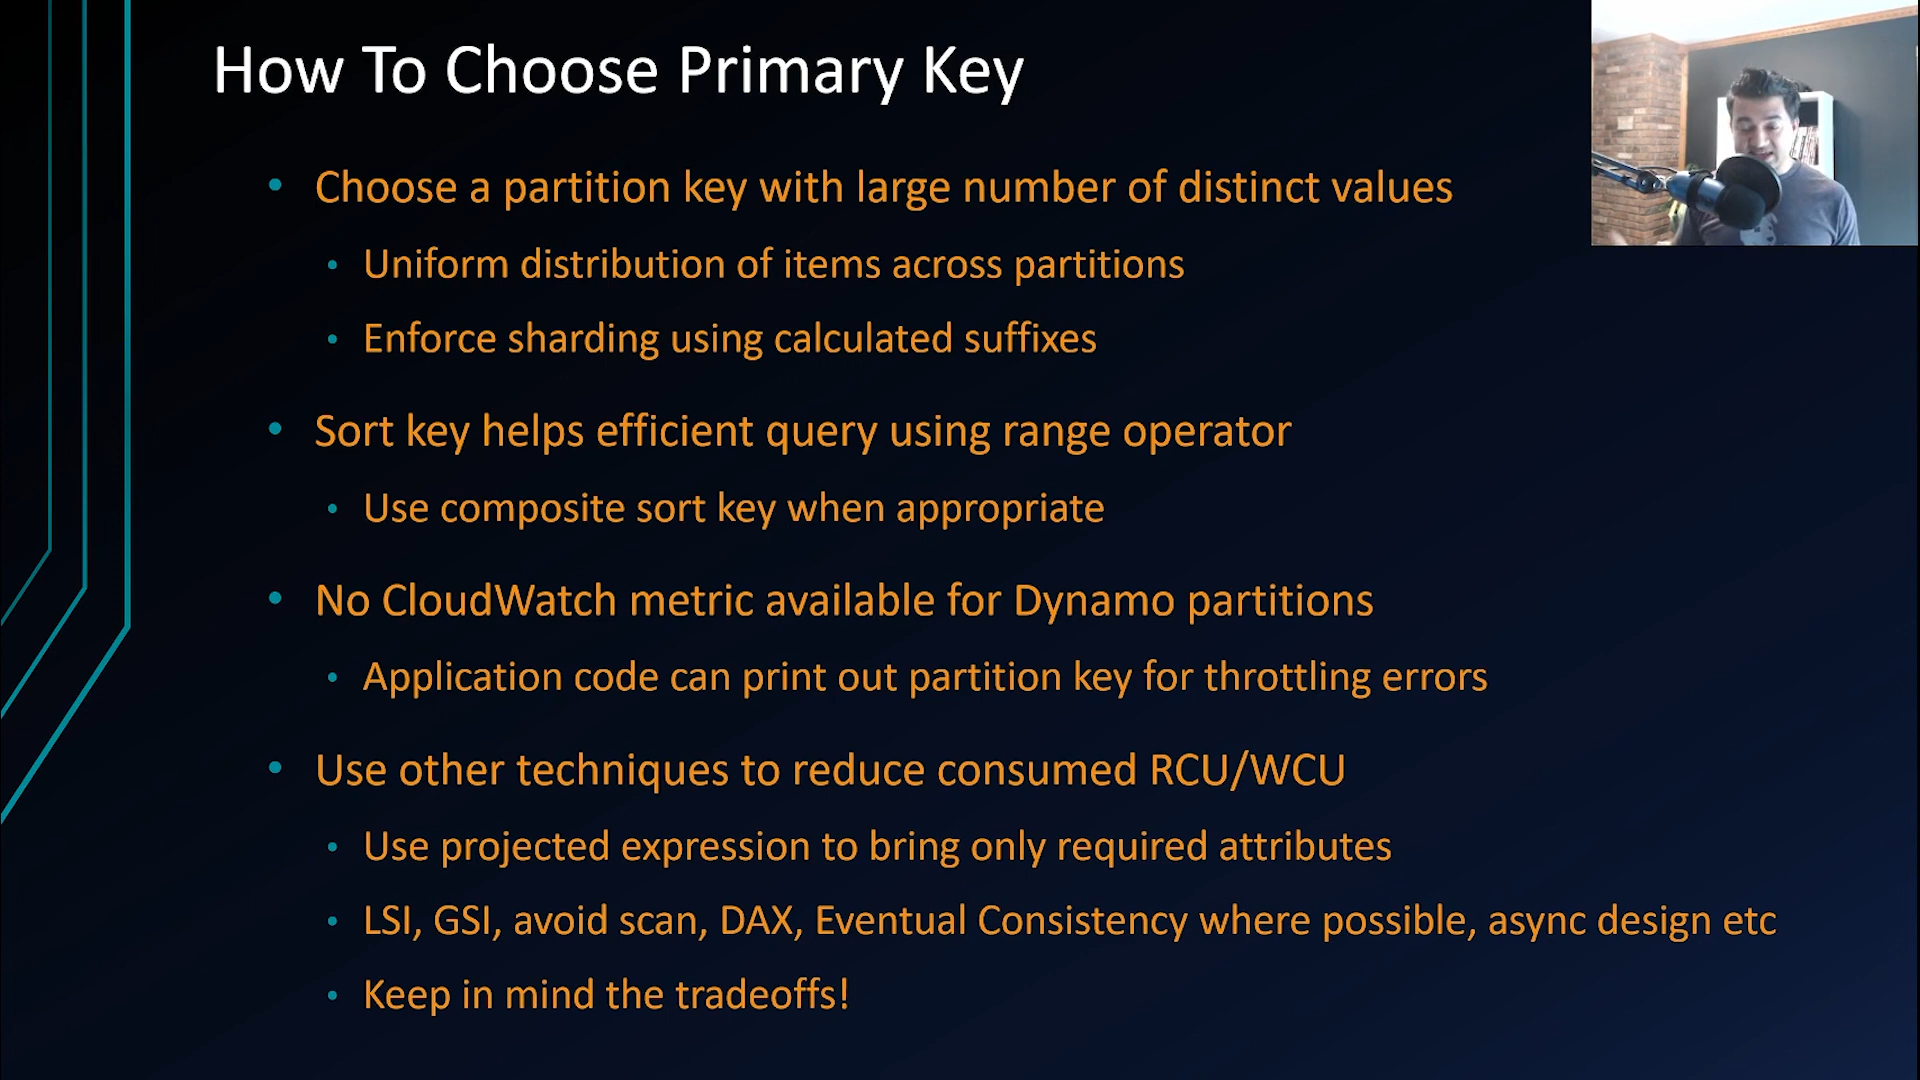 How To Choose Primary Key
• Choose a partition key with large number of distinct values
• Uniform distribution of items across partitions
• Enforce sharding using calculated suffixes
• Sort key helps efficient query using range operator
• Use composite sort key when appropriate
• No CloudWatch metric available for Dynamo partitions
• Application code can print out partition key for throttling errors
• Use other techniques to reduce consumed RCU/WCU
• Use projected expression to bring only required attributes
• LSI, GSI, avoid scan, DAX, Eventual Consistency where possible, async design etc
• Keep in mind the tradeoffs!